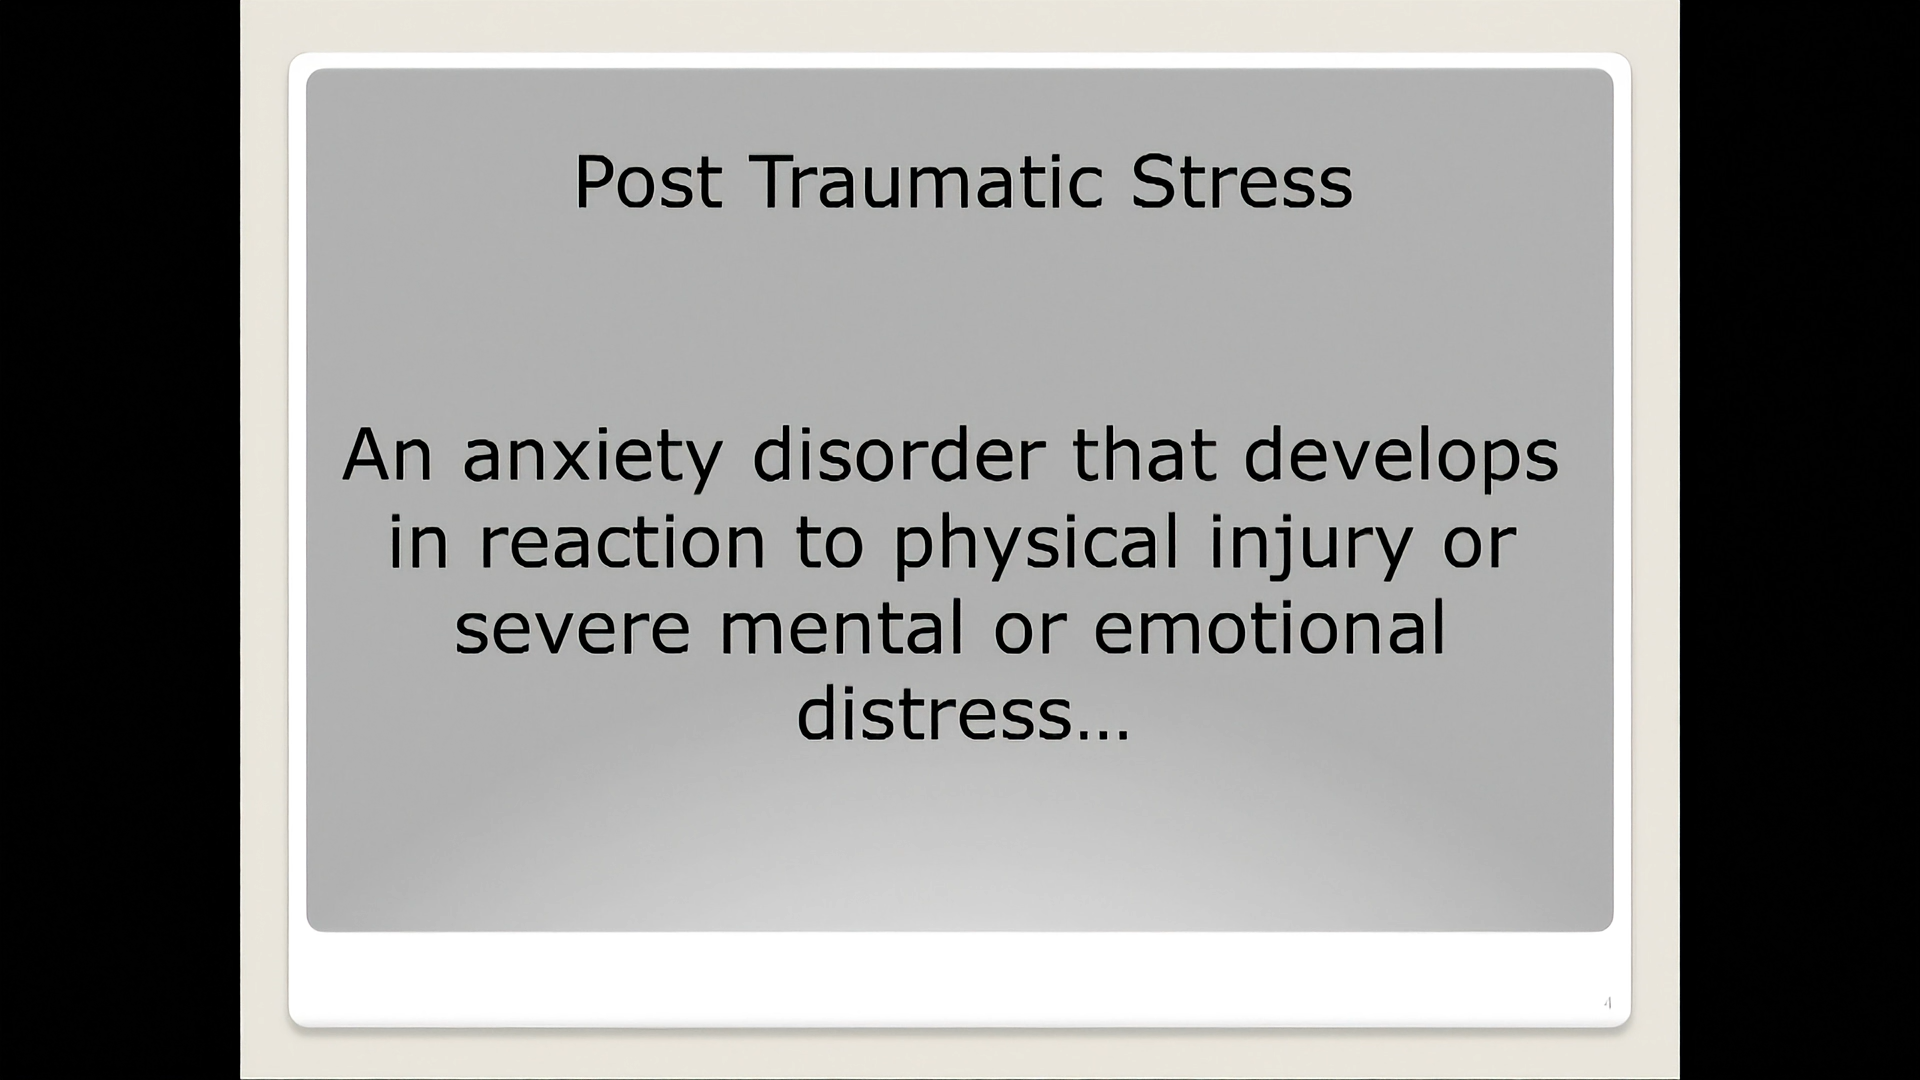 Post Traumatic Stress
An anxiety disorder that develops
in reaction to physical injury or
severe mental or emotional
distress...
4